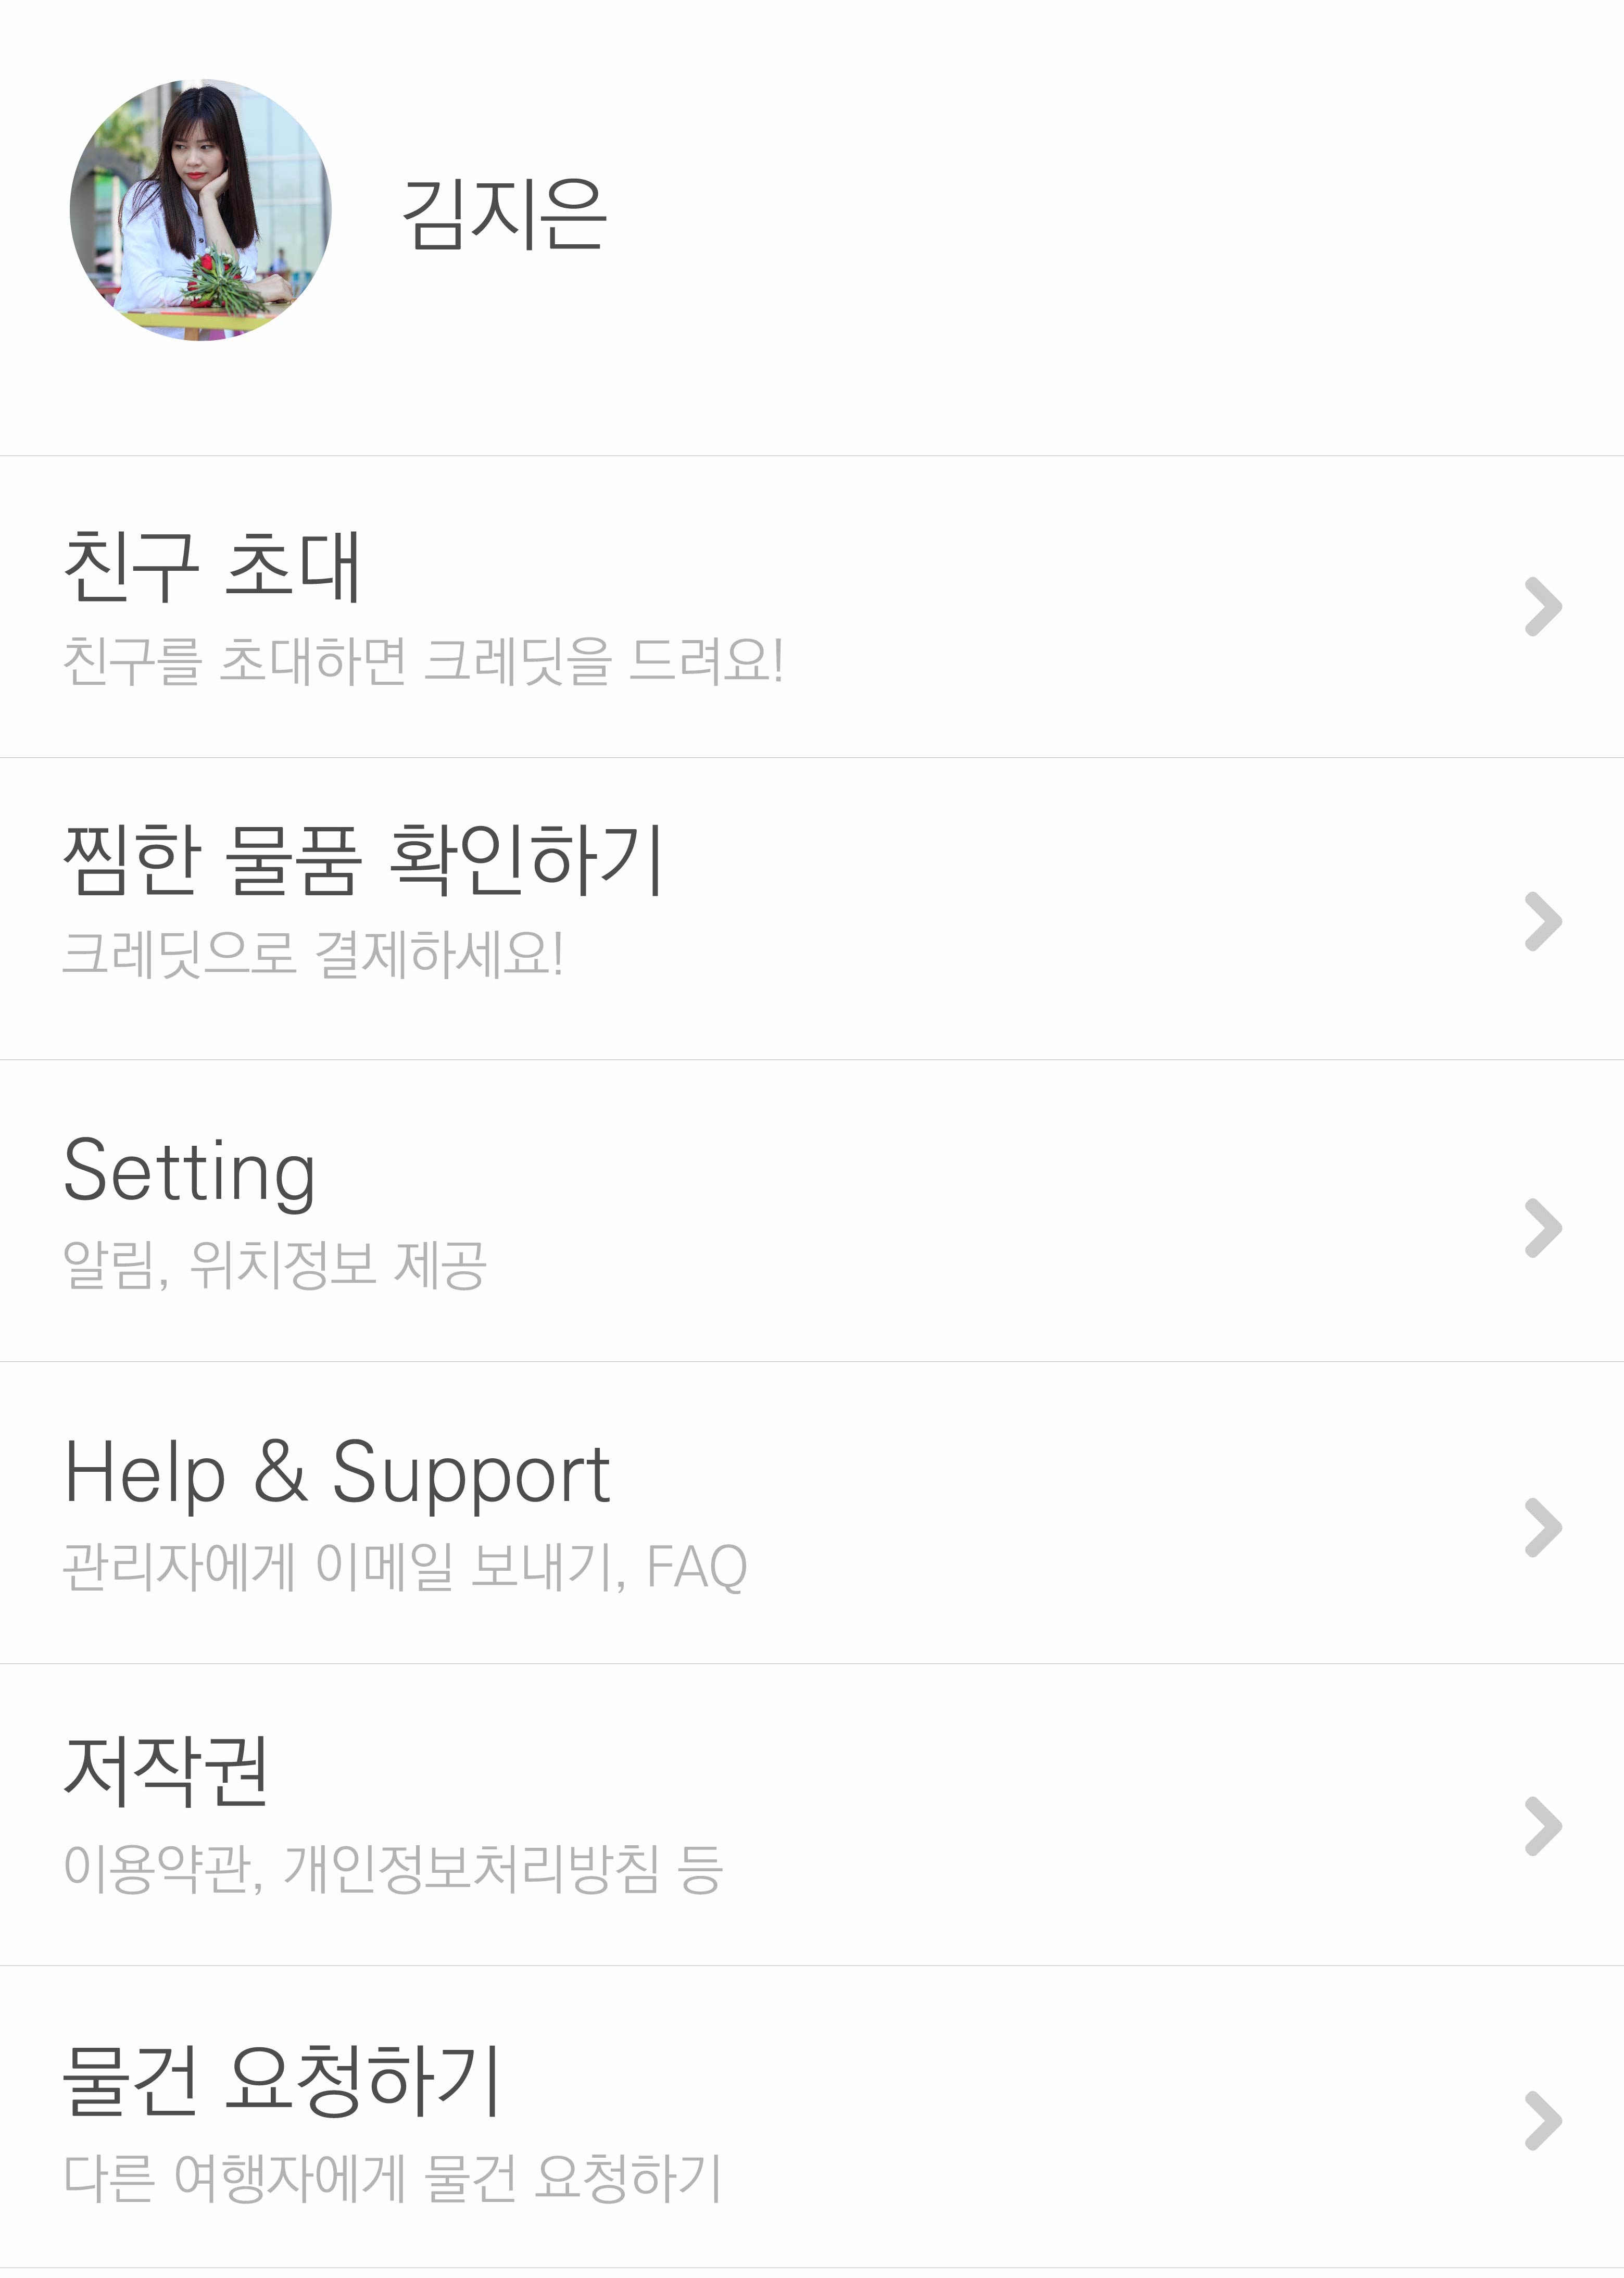 김지은
친구 초대
친구를 초대하면 크레딧을 드려요!
찜한 물품 확인하기
크레딧으로 결제하세요!
Setting
알림, 위치정보 제공
Help & Support
관리자에게 이메일 보내기, FAQ
저작권
이용약관, 개인정보처리방침 등
물건 요청하기
다른 여행자에게 물건 요청하기